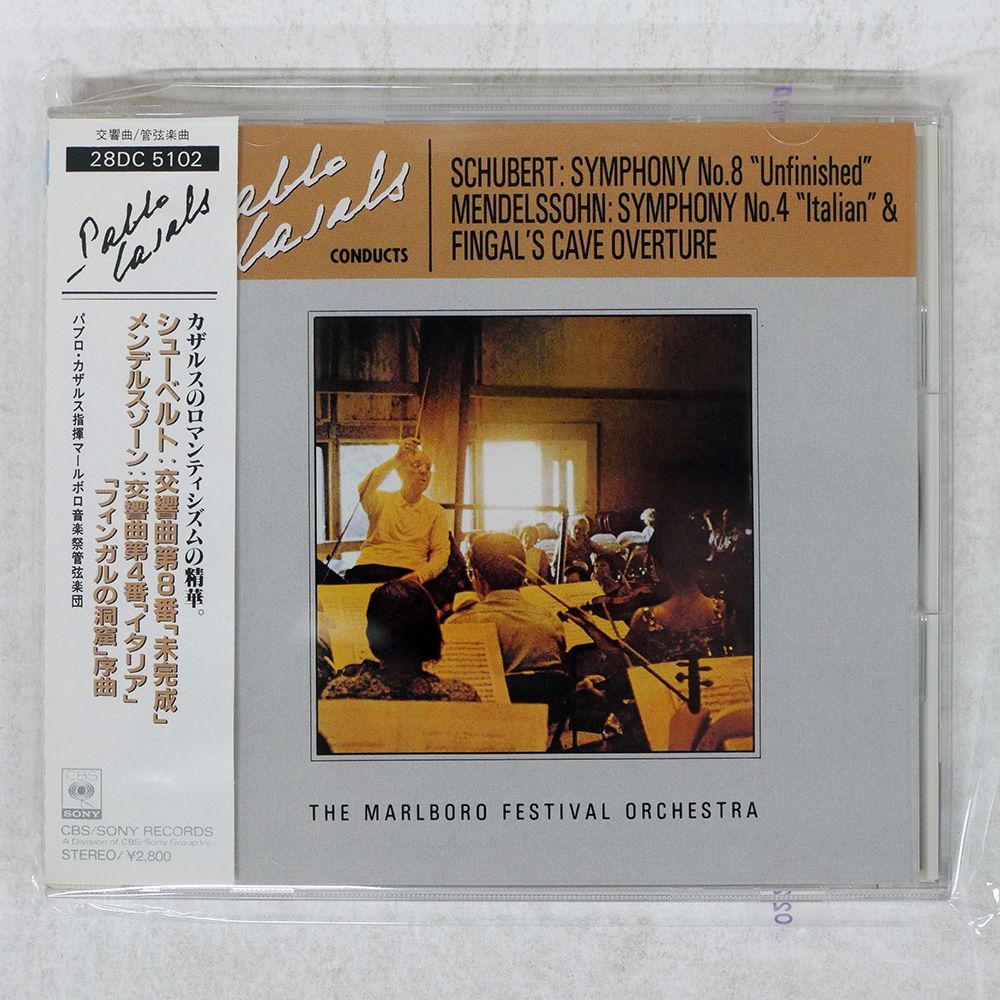 交響曲/管弦楽曲
28DC 5102
Pablo
Casals
カザルスのロマンティシズムの精華。
シューベルト:交響曲第8番「未完成」
メンデルスゾーン:交響曲第4番「イタリア」
「フィンガルの洞窟」序曲
パブロ・カザルス指揮マールボロ音楽祭管弦楽団
CBS
SONY
CBS/SONY RECORDS
A Division of CBS/Sony Group Inc.
STEREO/¥2,800
Pablo
Casals
CONDUCTS
SCHUBERT: SYMPHONY No.8 "Unfinished"
MENDELSSOHN: SYMPHONY No.4 "Italian" &
FINGAL'S CAVE OVERTURE
THE MARLBORO FESTIVAL ORCHESTRA